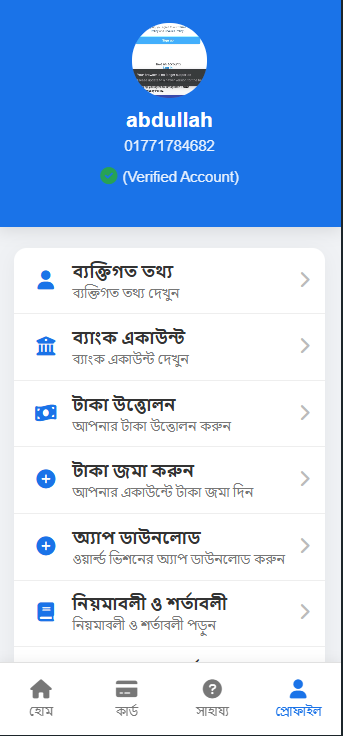 abdullah
01771784682
(Verified Account)
ব্যক্তিগত তথ্য
ব্যক্তিগত তথ্য দেখুন
ব্যাংক একাউন্ট
ব্যাংক একাউন্ট দেখুন
টাকা উত্তোলন
আপনার টাকা উত্তোলন করুন
টাকা জমা করুন
আপনার একাউন্টে টাকা জমা দিন
অ্যাপ ডাউনলোড
ওয়ার্ল্ড ভিশনের অ্যাপ ডাউনলোড করুন
নিয়মাবলী ও শর্তাবলী
নিয়মাবলী ও শর্তাবলী পড়ুন
হোম
কার্ড
সাহায্য
প্রোফাইল